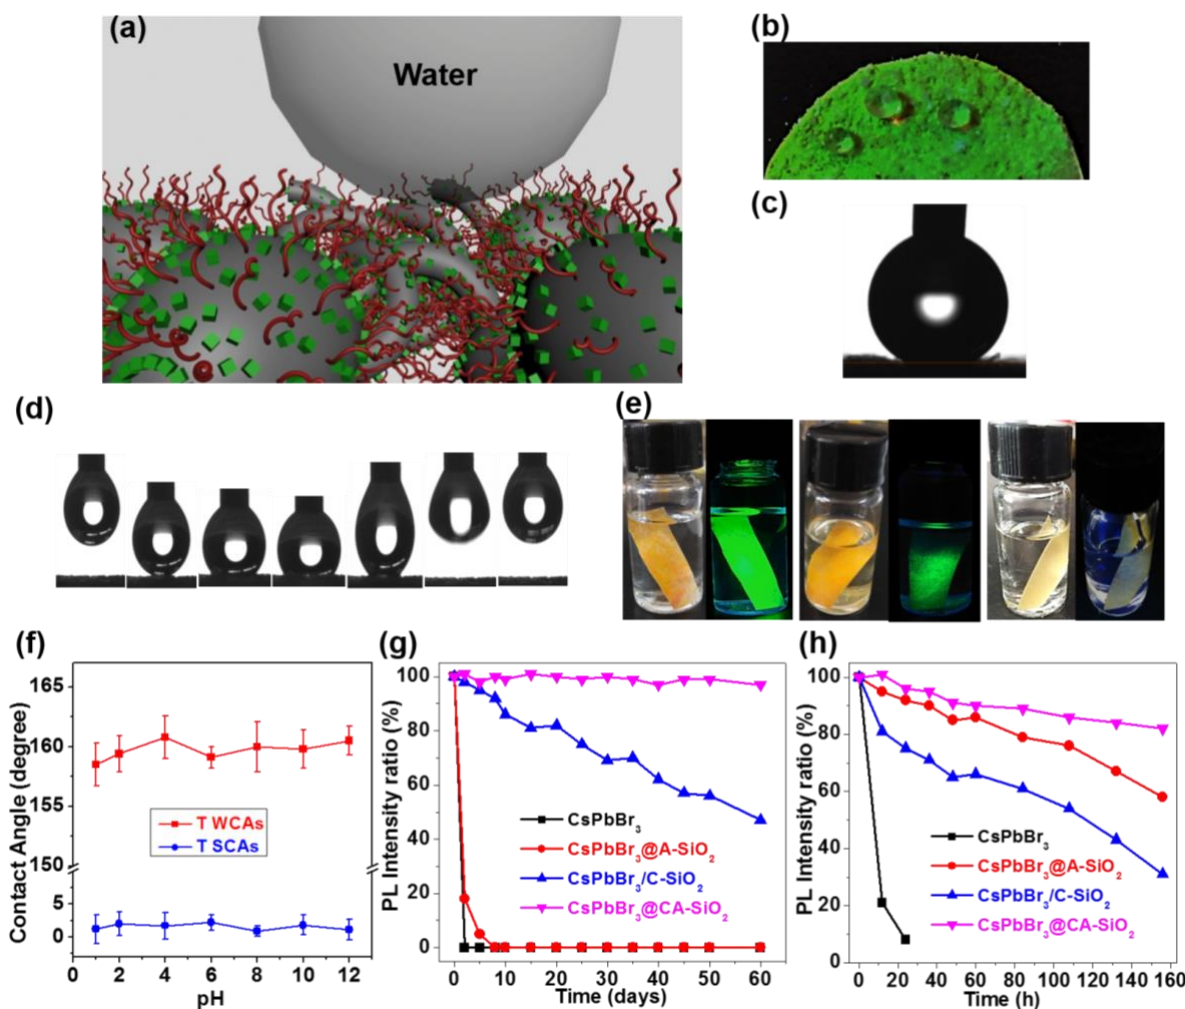 (a)
Water
(b)
(c)
(d)
(e)
(f)
165
160
155
150
5
0
Contact Angle (degree)
T WCAs
T SCAs
0 2 4 6 8 10 12
pH
(g)
100
80
60
40
20
0
PL Intensity ratio (%)
CsPbBr₃
CsPbBr₃@A-SiO₂
CsPbBr₃/C-SiO₂
CsPbBr₃@CA-SiO₂
0 10 20 30 40 50 60
Time (days)
(h)
100
80
60
40
20
0
PL Intensity ratio (%)
CsPbBr₃
CsPbBr₃@A-SiO₂
CsPbBr₃/C-SiO₂
CsPbBr₃@CA-SiO₂
0 20 40 60 80 100 120 140 160
Time (h)